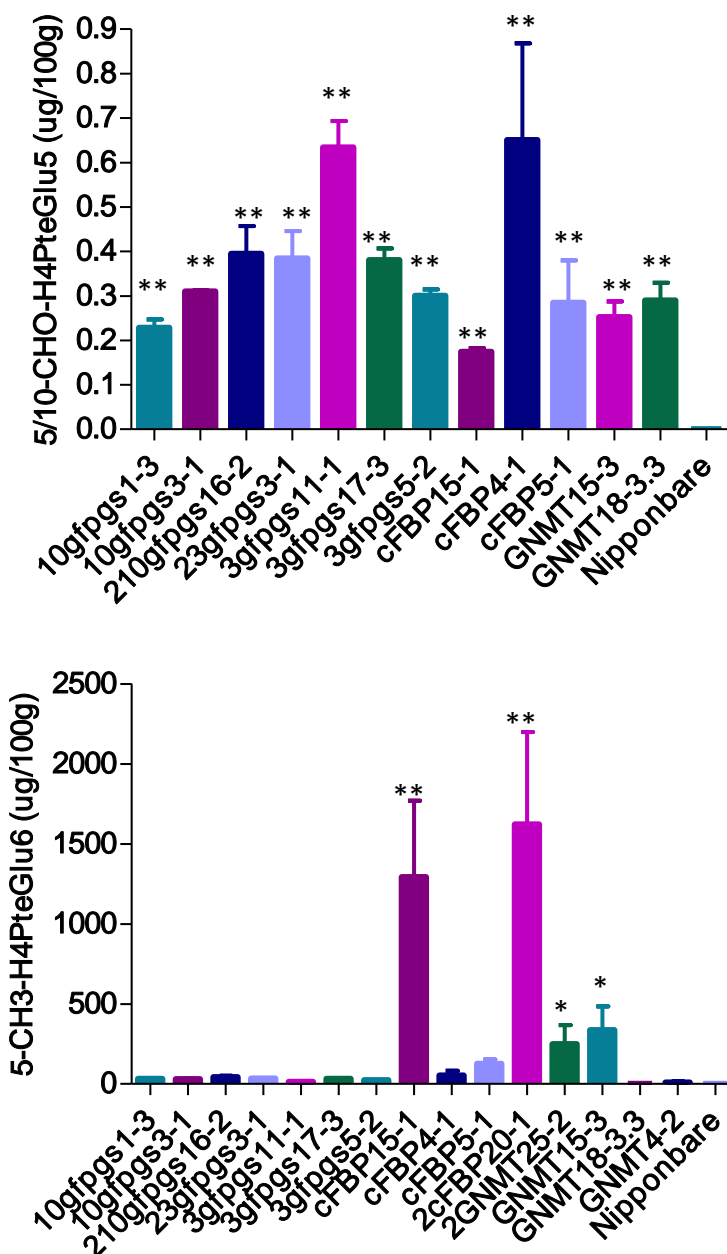 5/10-CHO-H4PteGlu5 (ug/100g)
0.9
0.8
0.7
0.6
0.5
0.4
0.3
0.2
0.1
0.0
**
**
**
**
**
**
**
**
**
**
**
**
10gfpgs1-3
10gfpgs3-1
210gfpgs16-2
23gfpgs3-1
3gfpgs11-1
3gfpgs17-3
3gfpgs5-2
cFBP15-1
cFBP4-1
cFBP5-1
GNMT15-3
GNMT18-3.3
Nipponbare
5-CH3-H4PteGlu6 (ug/100g)
2500
2000
1500
1000
500
0
**
**
*
*
10gfpgs1-3
10gfpgs3-1
210gfpgs16-2
23gfpgs3-1
3gfpgs11-1
3gfpgs17-3
3gfpgs5-2
cFBP15-1
cFBP4-1
cFBP5-1
2cFBP20-1
2GNMT25-2
GNMT15-3
GNMT18-3.3
GNMT4-2
Nipponbare